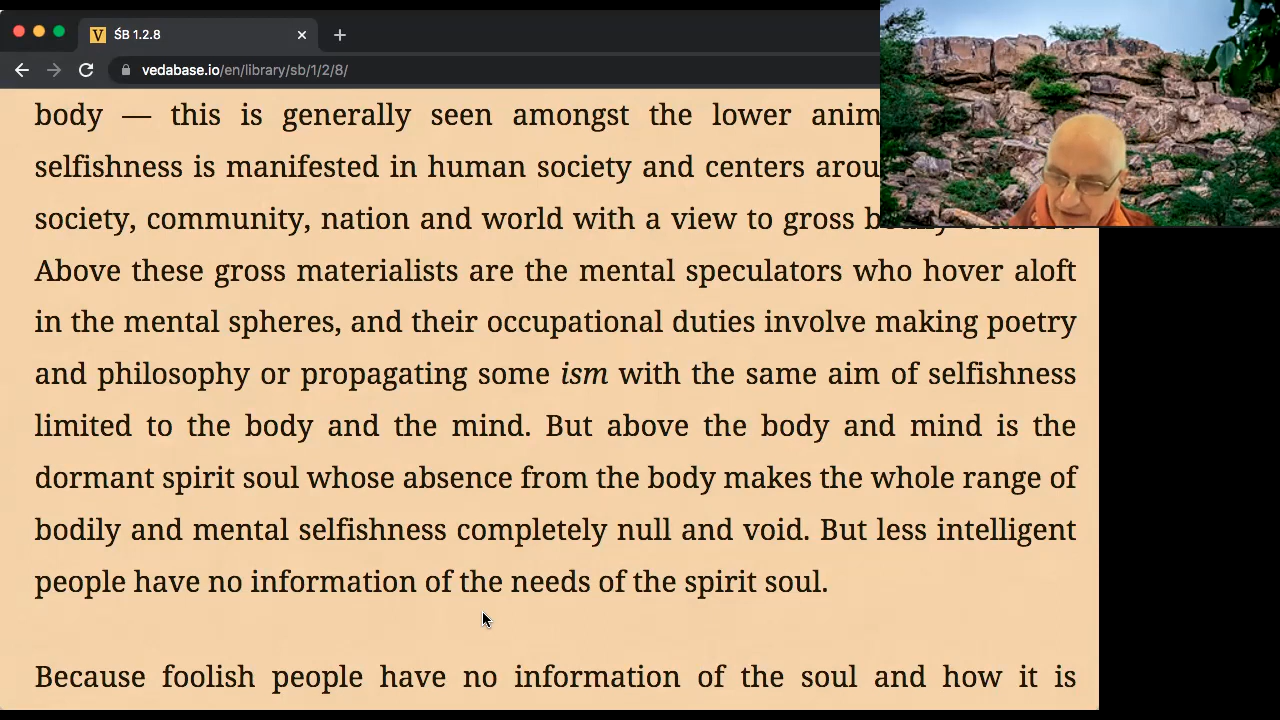 ŚB 1.2.8
vedabase.io/en/library/sb/1/2/8/
body — this is generally seen amongst the lower
selfishness is manifested in human society and centers
society, community, nation and world with a view to gross
Above these gross materialists are the mental speculators who hover aloft
in the mental spheres, and their occupational duties involve making poetry
and philosophy or propagating some ism with the same aim of selfishness
limited to the body and the mind. But above the body and mind is the
dormant spirit soul whose absence from the body makes the whole range of
bodily and mental selfishness completely null and void. But less intelligent
people have no information of the needs of the spirit soul.
Because foolish people have no information of the soul and how it is